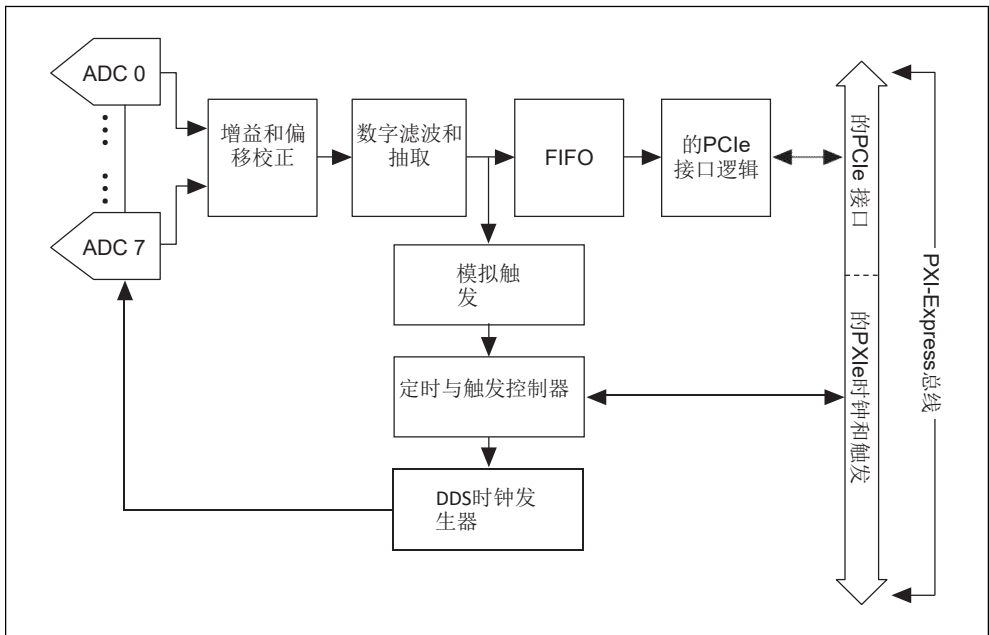 ADC 0
增益和偏
移校正
数字滤波和
抽取
FIFO
的PCIe
接口逻辑
的PCIe 接口
ADC 7
模拟触
发
定时与触发控制器
DDS时钟发
生器
的PXIe时钟和触发
PXI-Express总线